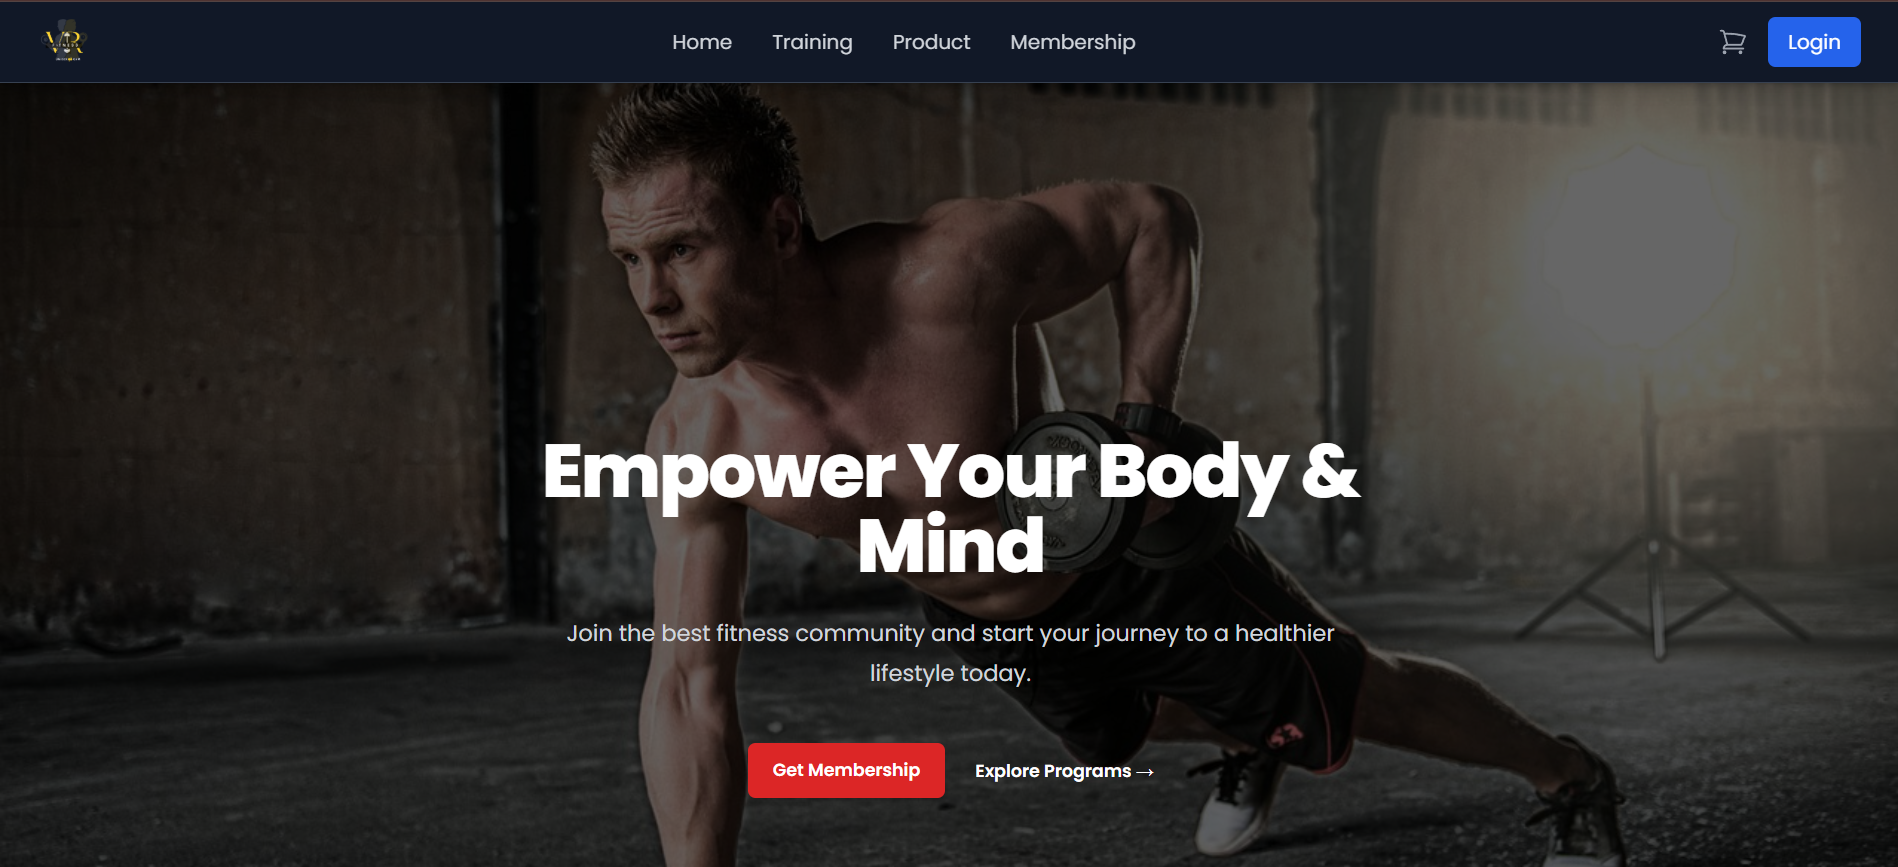 VR
FITNESS
Home
Training
Product
Membership
Login
Empower Your Body &
Mind
Join the best fitness community and start your journey to a healthier
lifestyle today.
Get Membership
Explore Programs →